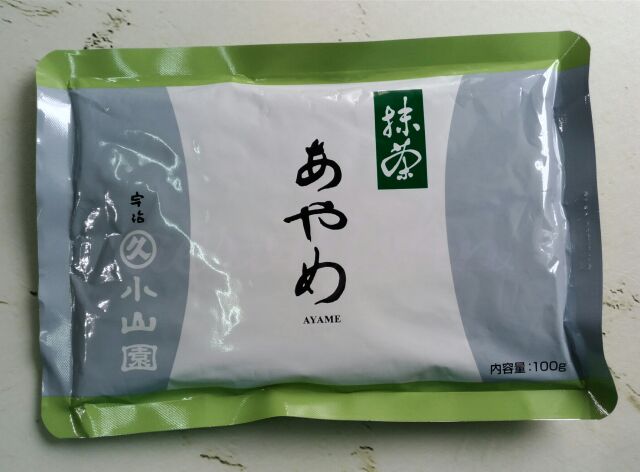 抹茶
あやめ
AYAME
宇治
久小山園
内容量:100g